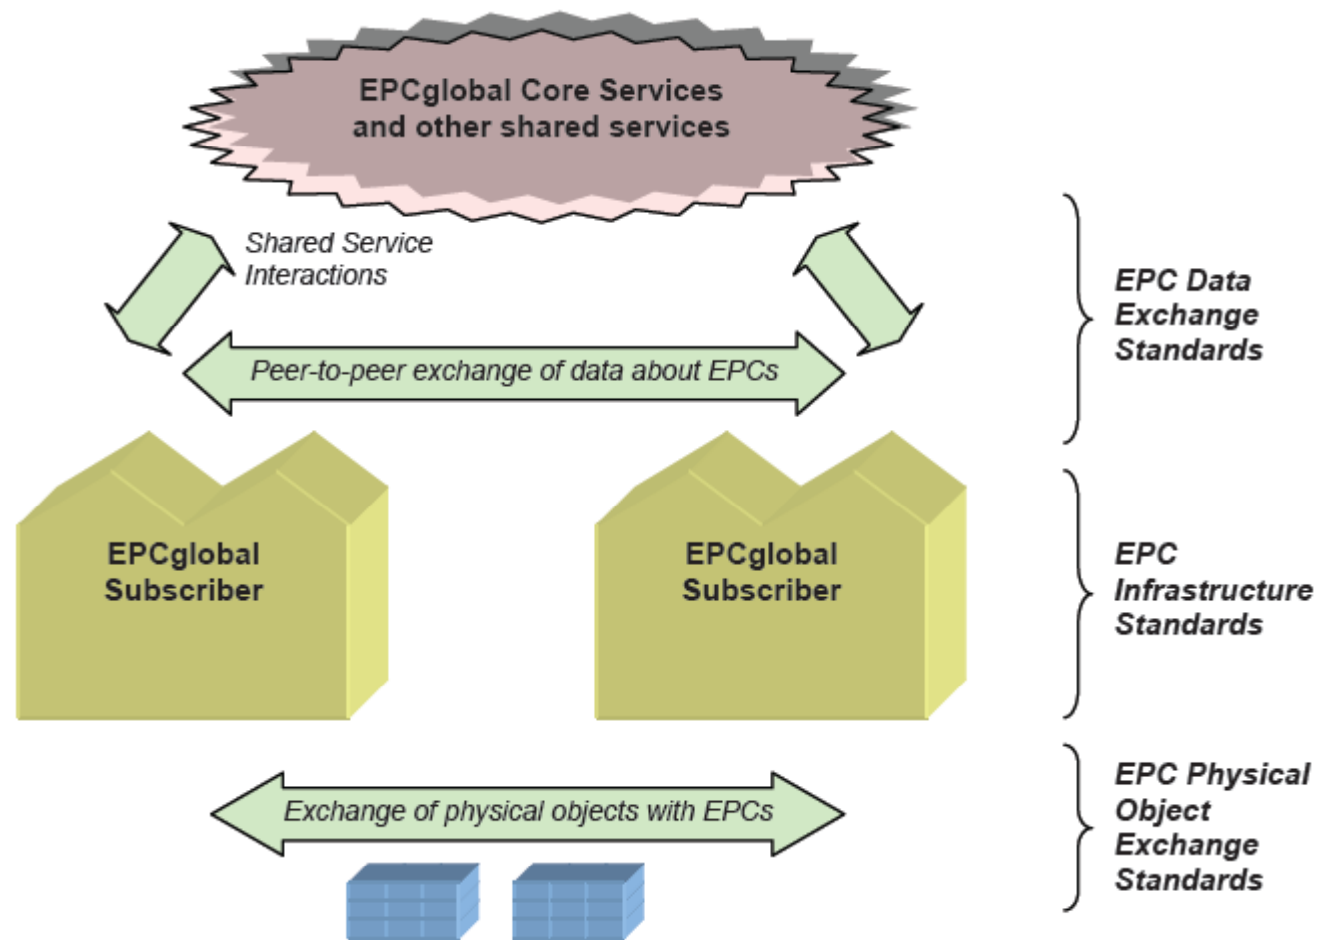 EPCglobal Core Services
and other shared services
Shared Service
Interactions
Peer-to-peer exchange of data about EPCs
EPC Data
Exchange
Standards
EPCglobal
Subscriber
EPCglobal
Subscriber
EPC
Infrastructure
Standards
Exchange of physical objects with EPCs
EPC Physical
Object
Exchange
Standards